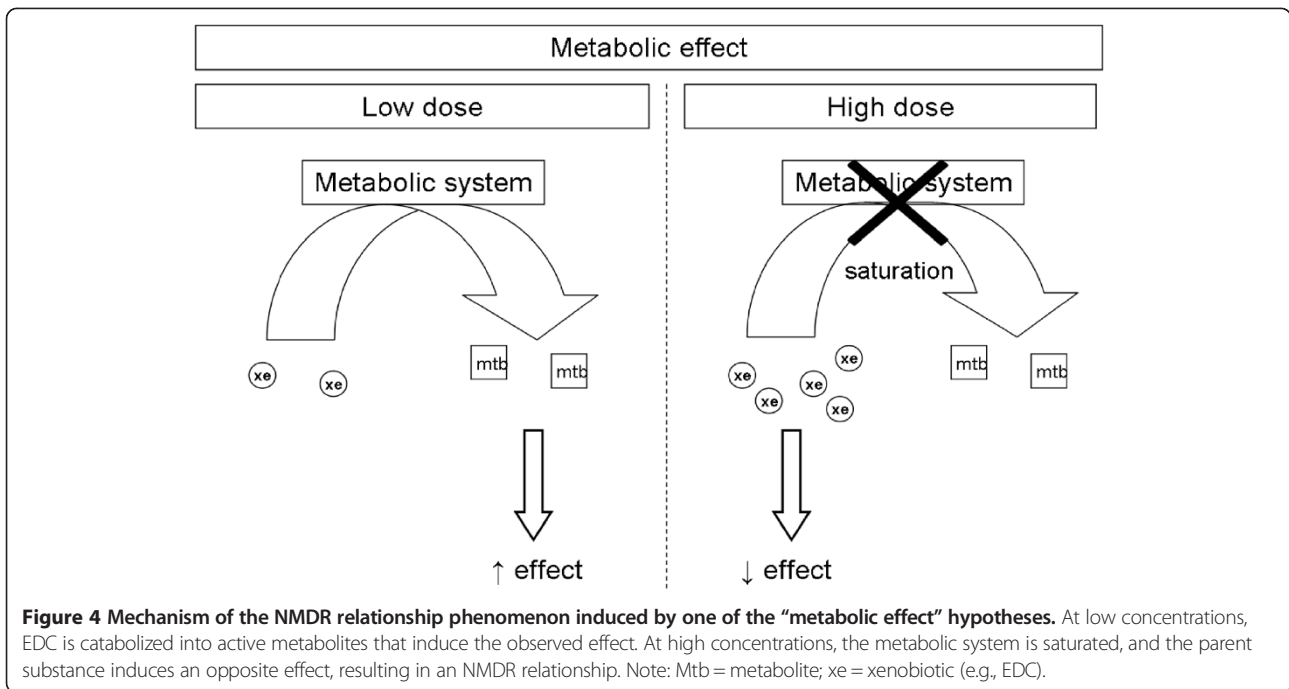 Metabolic effect
Low dose
High dose
Metabolic system
Metabolic system
saturation
xe
xe
mtb
mtb
xe
xe
xe
xe
xe
mtb
mtb
↑ effect
↓ effect
Figure 4 Mechanism of the NMDR relationship phenomenon induced by one of the “metabolic effect” hypotheses. At low concentrations,
EDC is catabolized into active metabolites that induce the observed effect. At high concentrations, the metabolic system is saturated, and the parent
substance induces an opposite effect, resulting in an NMDR relationship. Note: Mtb = metabolite; xe = xenobiotic (e.g., EDC).